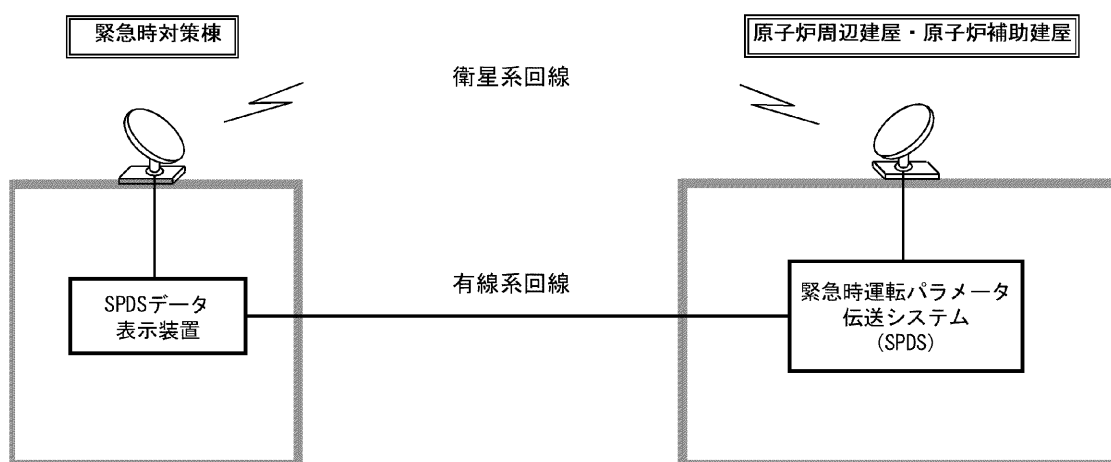 緊急時対策棟
原子炉周辺建屋・原子炉補助建屋
衛星系回線
有線系回線
SPDSデータ
表示装置
緊急時運転パラメータ
伝送システム
(SPDS)